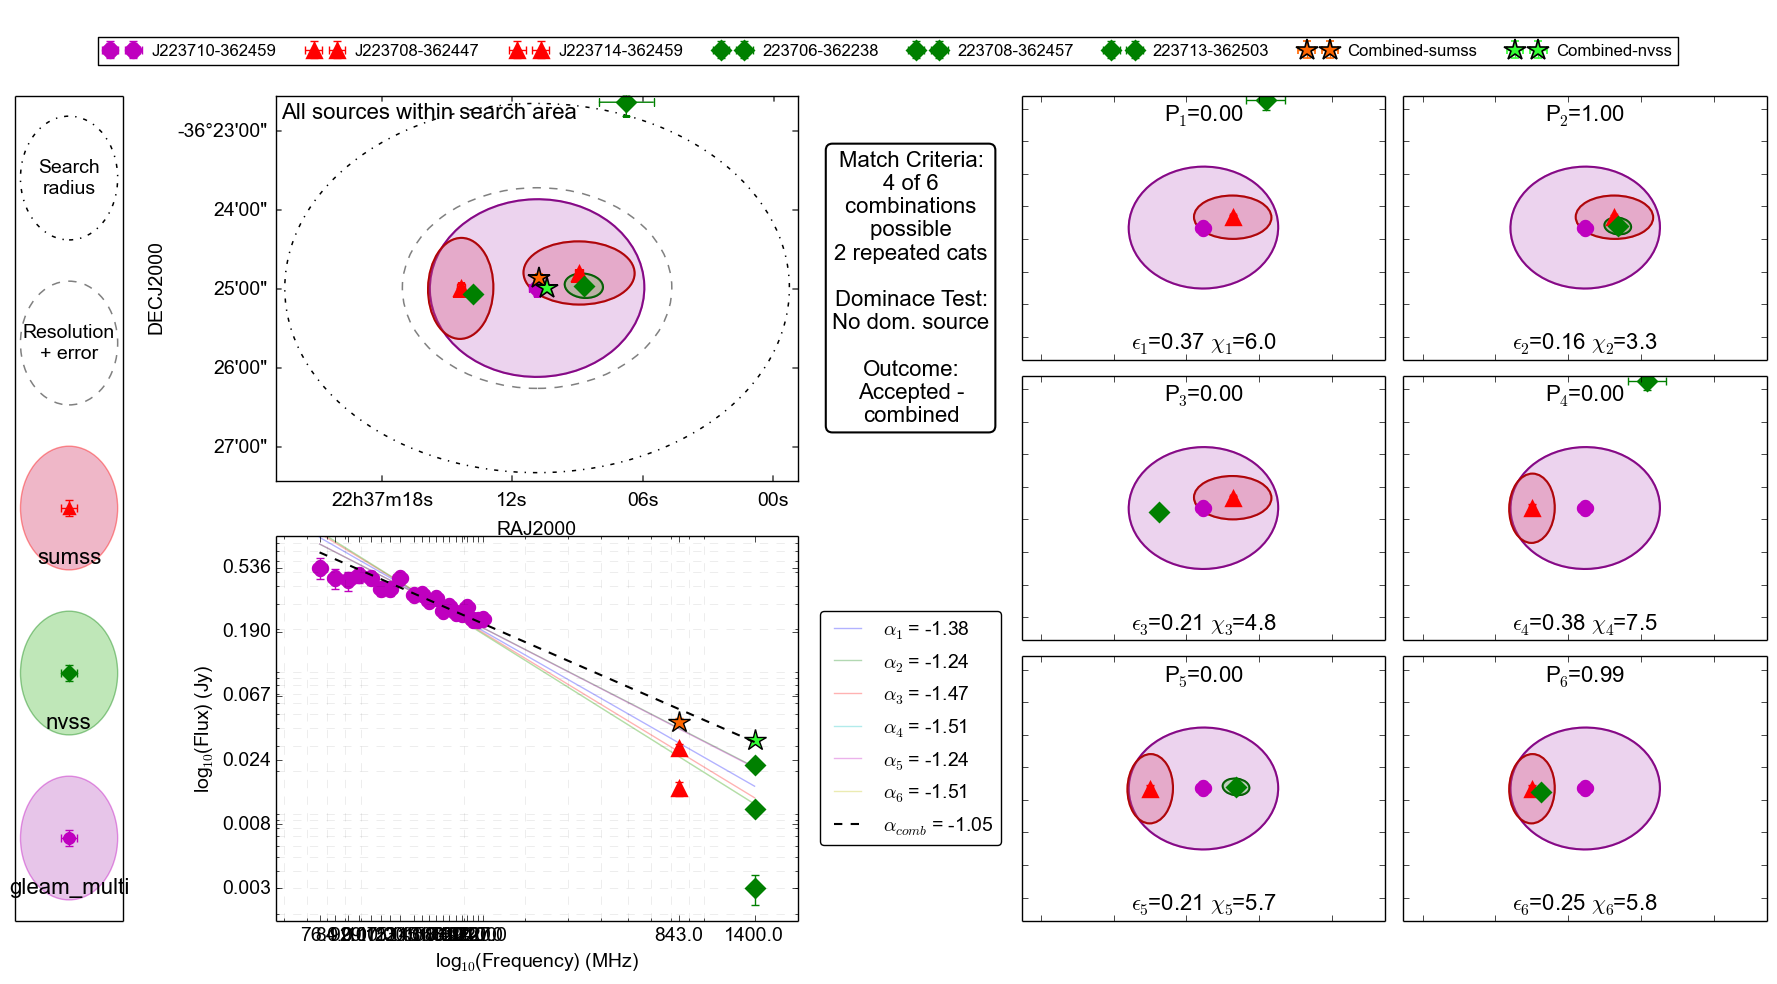 J223710-362459 J223708-362447 J223714-362459 223706-362238 223708-362457 223713-362503 Combined-sumss Combined-nvss
Search
radius
Resolution
+ error
sumss
nvss
gleam_multi
All sources within search area
-36°23'00"
24'00"
25'00"
26'00"
27'00"
DECJ2000
22h37m18s 12s 06s 00s
RAJ2000
Match Criteria:
4 of 6
combinations
possible
2 repeated cats
Dominace Test:
No dom. source
Outcome:
Accepted -
combined
0.536
0.190
0.067
0.024
0.008
0.003
log10(Flux) (Jy)
843.0 1400.0
log10(Frequency) (MHz)
α1 = -1.38
α2 = -1.24
α3 = -1.47
α4 = -1.51
α5 = -1.24
α6 = -1.51
αcomb = -1.05
P1=0.00
ϵ1=0.37 χ1=6.0
P2=1.00
ϵ2=0.16 χ2=3.3
P3=0.00
ϵ3=0.21 χ3=4.8
P4=0.00
ϵ4=0.38 χ4=7.5
P5=0.00
ϵ5=0.21 χ5=5.7
P6=0.99
ϵ6=0.25 χ6=5.8